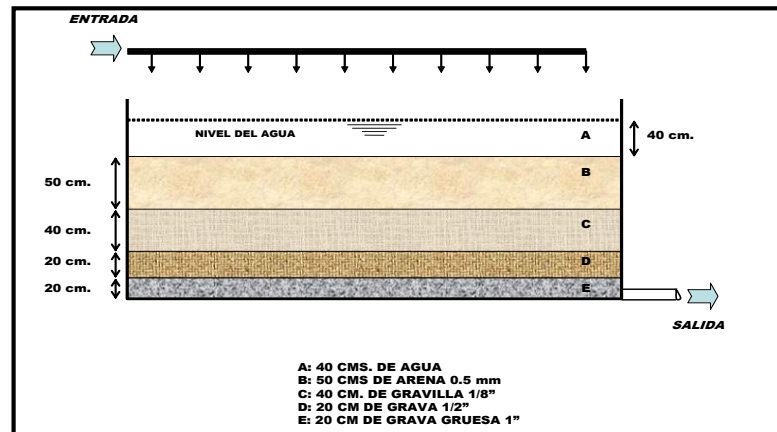 ENTRADA
NIVEL DEL AGUA
A
40 cm.
B
50 cm.
C
40 cm.
D
20 cm.
E
20 cm.
SALIDA
A: 40 CMS. DE AGUA
B: 50 CMS DE ARENA 0.5 mm
C: 40 CM. DE GRAVILLA 1/8”
D: 20 CM DE GRAVA 1/2”
E: 20 CM DE GRAVA GRUESA 1”